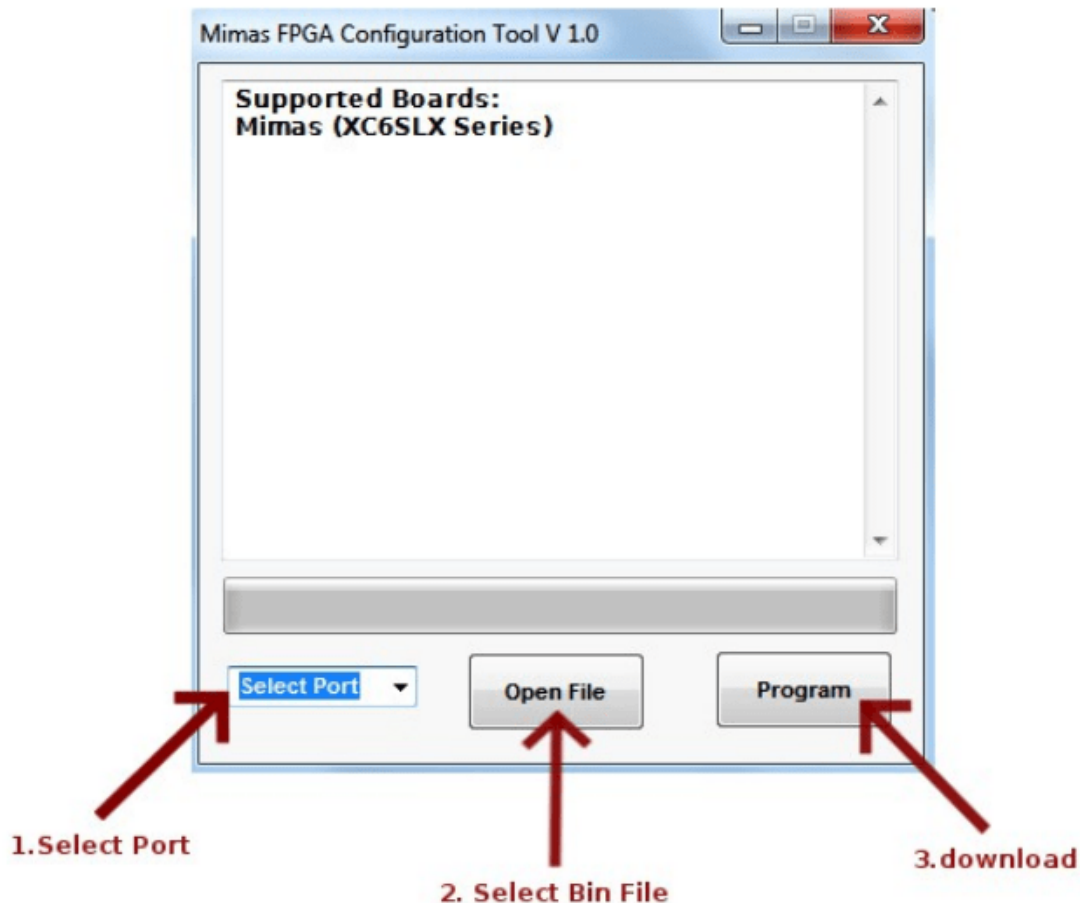 Mimas FPGA Configuration Tool V 1.0
X
Supported Boards:
Mimas (XC6SLX Series)
Select Port
Open File
Program
1.Select Port
2. Select Bin File
3.download